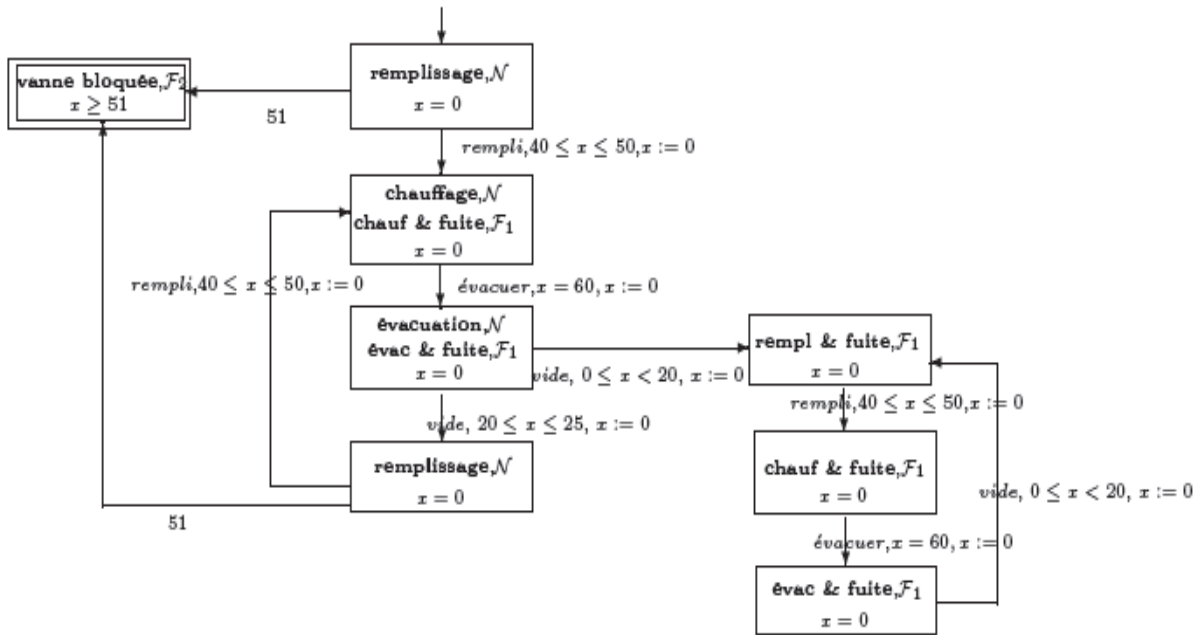 remplissage,𝒩
x = 0
vanne bloquée,ℱ₂
x ≥ 51
51
rempli,40 ≤ x ≤ 50,x := 0
chauffage,𝒩
chauf & fuite,ℱ₁
x = 0
rempli,40 ≤ x ≤ 50,x := 0
évacuer,x = 60, x := 0
évacuation,𝒩
évac & fuite,ℱ₁
x = 0
rempl & fuite,ℱ₁
x = 0
vide, 0 ≤ x < 20, x := 0
rempli,40 ≤ x ≤ 50,x := 0
vide, 20 ≤ x ≤ 25, x := 0
remplissage,𝒩
x = 0
chauf & fuite,ℱ₁
x = 0
vide, 0 ≤ x < 20, x := 0
51
évacuer,x = 60, x := 0
évac & fuite,ℱ₁
x = 0